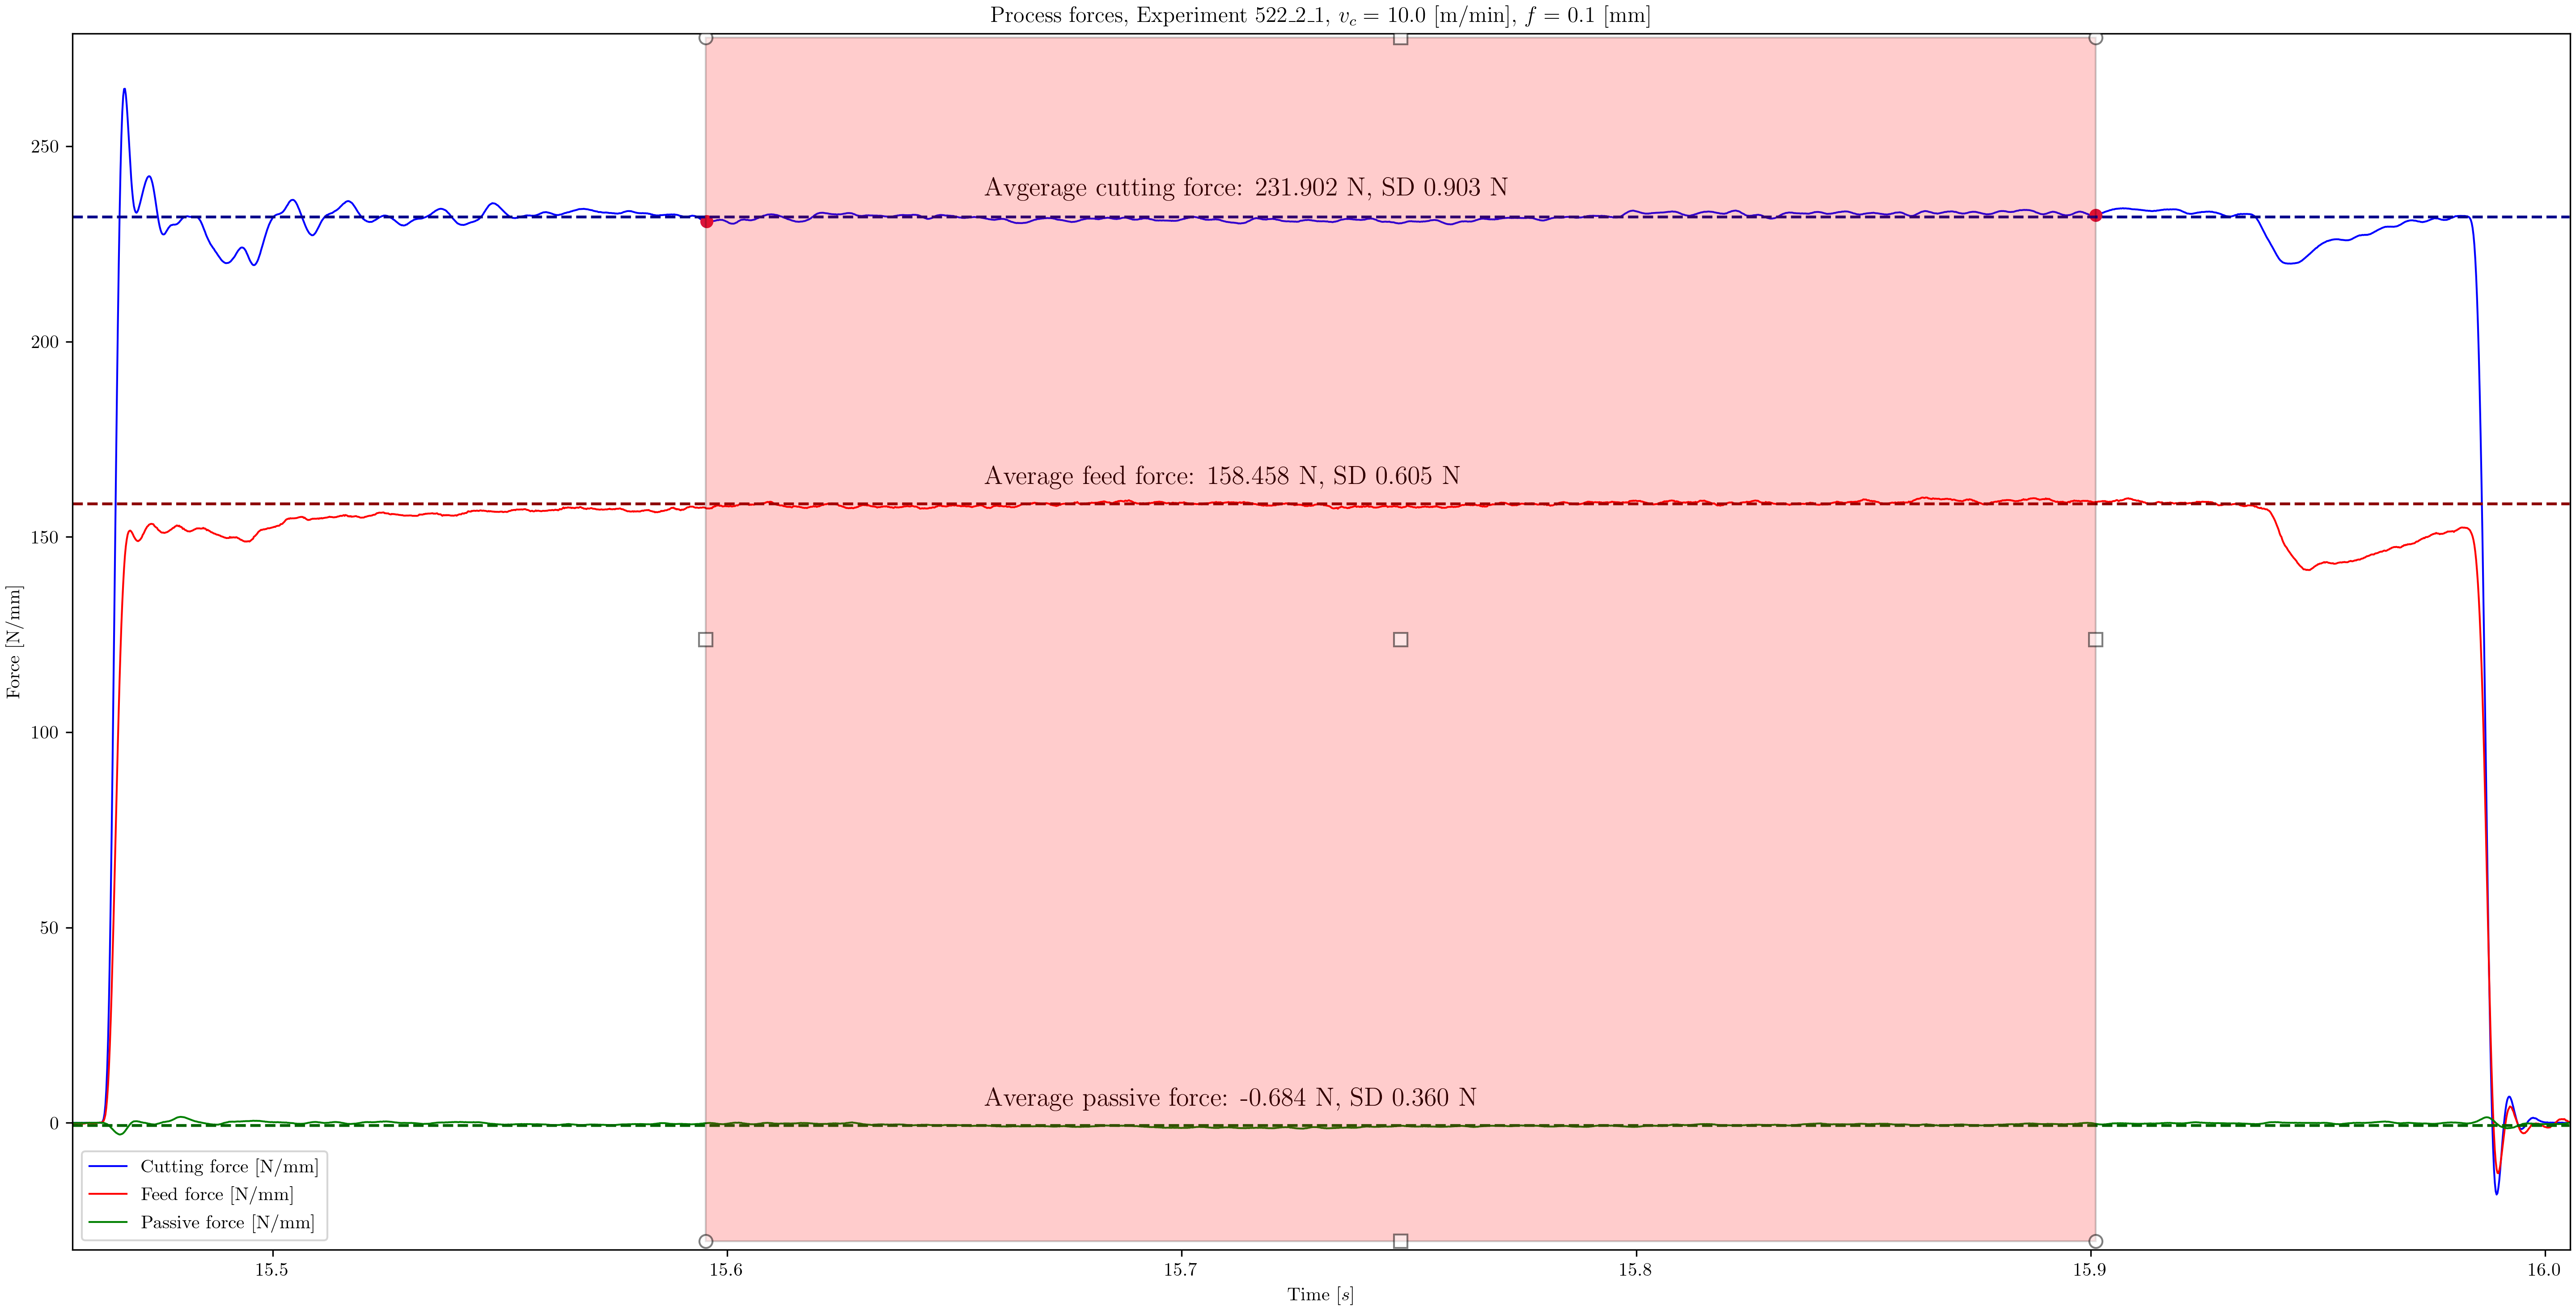 Process forces, Experiment 522_2_1, v_c = 10.0 [m/min], f = 0.1 [mm]
250
200
150
100
50
0
Force [N/mm]
Avgerage cutting force: 231.902 N, SD 0.903 N
Average feed force: 158.458 N, SD 0.605 N
Average passive force: -0.684 N, SD 0.360 N
Cutting force [N/mm]
Feed force [N/mm]
Passive force [N/mm]
15.5 15.6 15.7 15.8 15.9 16.0
Time [s]